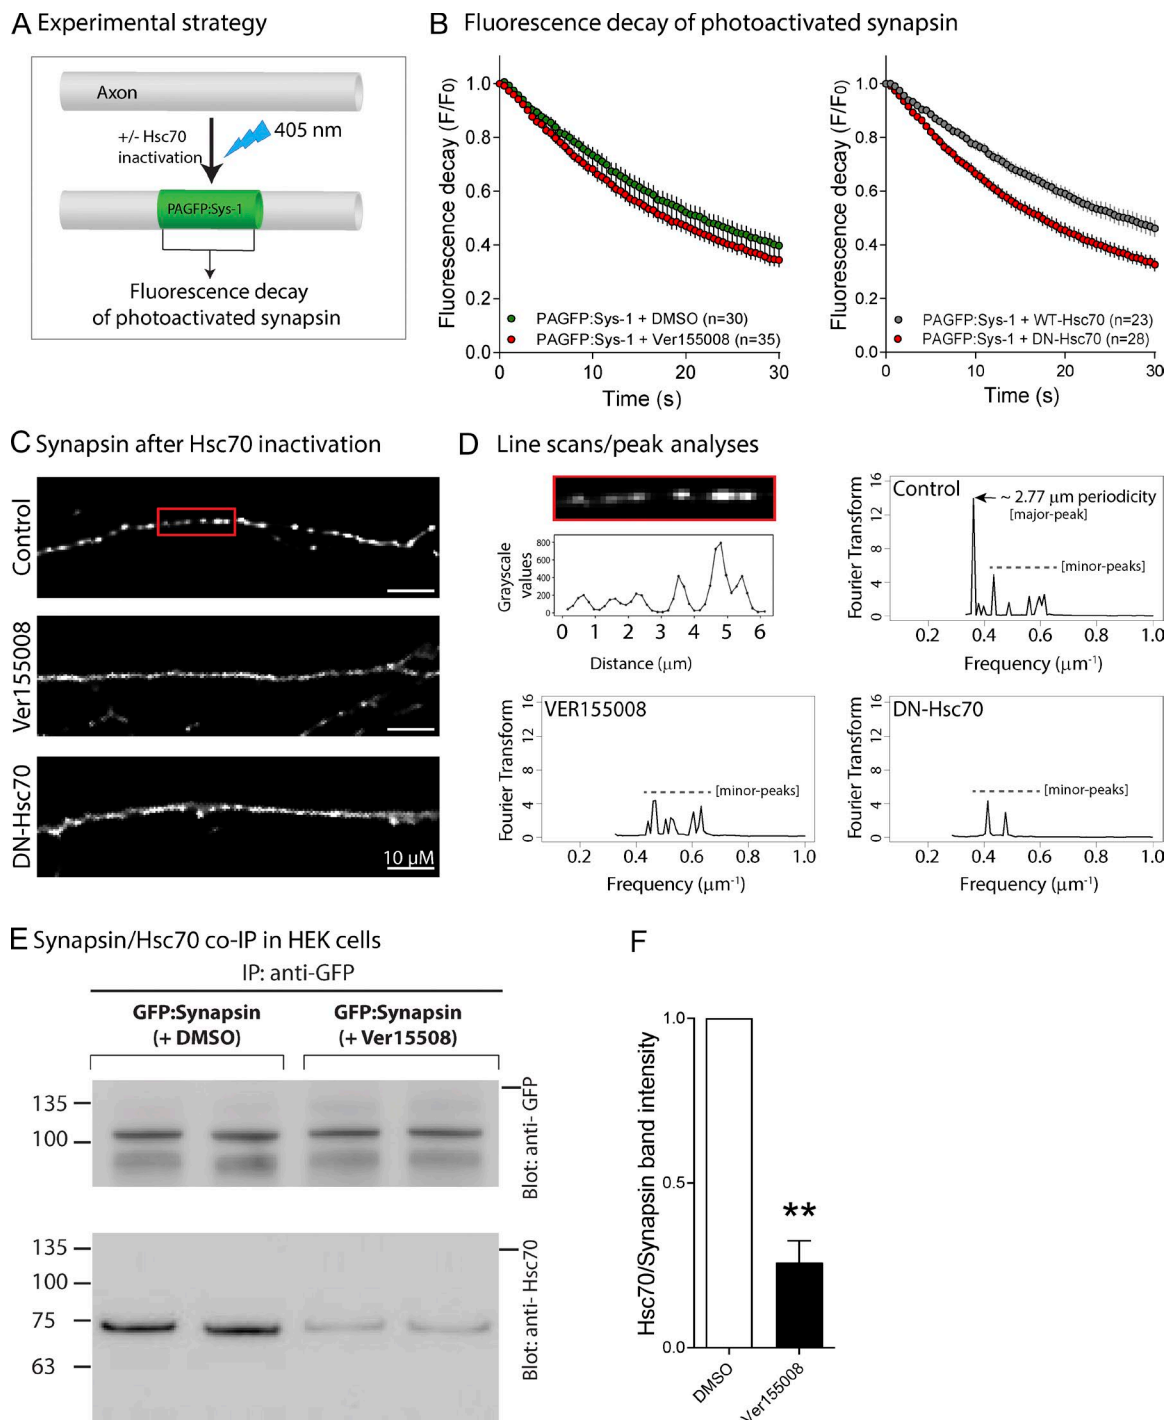 A Experimental strategy
Axon
+/- Hsc70
inactivation
405 nm
PAGFP:Sys-1
Fluorescence decay
of photoactivated synapsin
B Fluorescence decay of photoactivated synapsin
Fluorescence decay (F/F0)
1.0
0.8
0.6
0.4
0.2
0.0
PAGFP:Sys-1 + DMSO (n=30)
PAGFP:Sys-1 + Ver155008 (n=35)
0 10 20 30
Time (s)
Fluorescence decay (F/F0)
1.0
0.8
0.6
0.4
0.2
0.0
PAGFP:Sys-1 + WT-Hsc70 (n=23)
PAGFP:Sys-1 + DN-Hsc70 (n=28)
0 10 20 30
Time (s)
C Synapsin after Hsc70 inactivation
Control
Ver155008
DN-Hsc70
10 μM
D Line scans/peak analyses
Grayscale
values
800
600
400
200
0
0 1 2 3 4 5 6
Distance (μm)
Control
~ 2.77 μm periodicity
[major-peak]
[minor-peaks]
Fourier Transform
16
12
8
4
0
0.2 0.4 0.6 0.8 1.0
Frequency (μm-1)
VER155008
[minor-peaks]
Fourier Transform
16
12
8
4
0
0.2 0.4 0.6 0.8 1.0
Frequency (μm-1)
DN-Hsc70
[minor-peaks]
Fourier Transform
16
12
8
4
0
0.2 0.4 0.6 0.8 1.0
Frequency (μm-1)
E Synapsin/Hsc70 co-IP in HEK cells
IP: anti-GFP
GFP:Synapsin
(+ DMSO)
GFP:Synapsin
(+ Ver15508)
135
100
Blot: anti- GFP
135
100
75
63
Blot: anti- Hsc70
F
Hsc70/Synapsin band intensity
1.0
0.5
0.0
**
DMSO
Ver155008